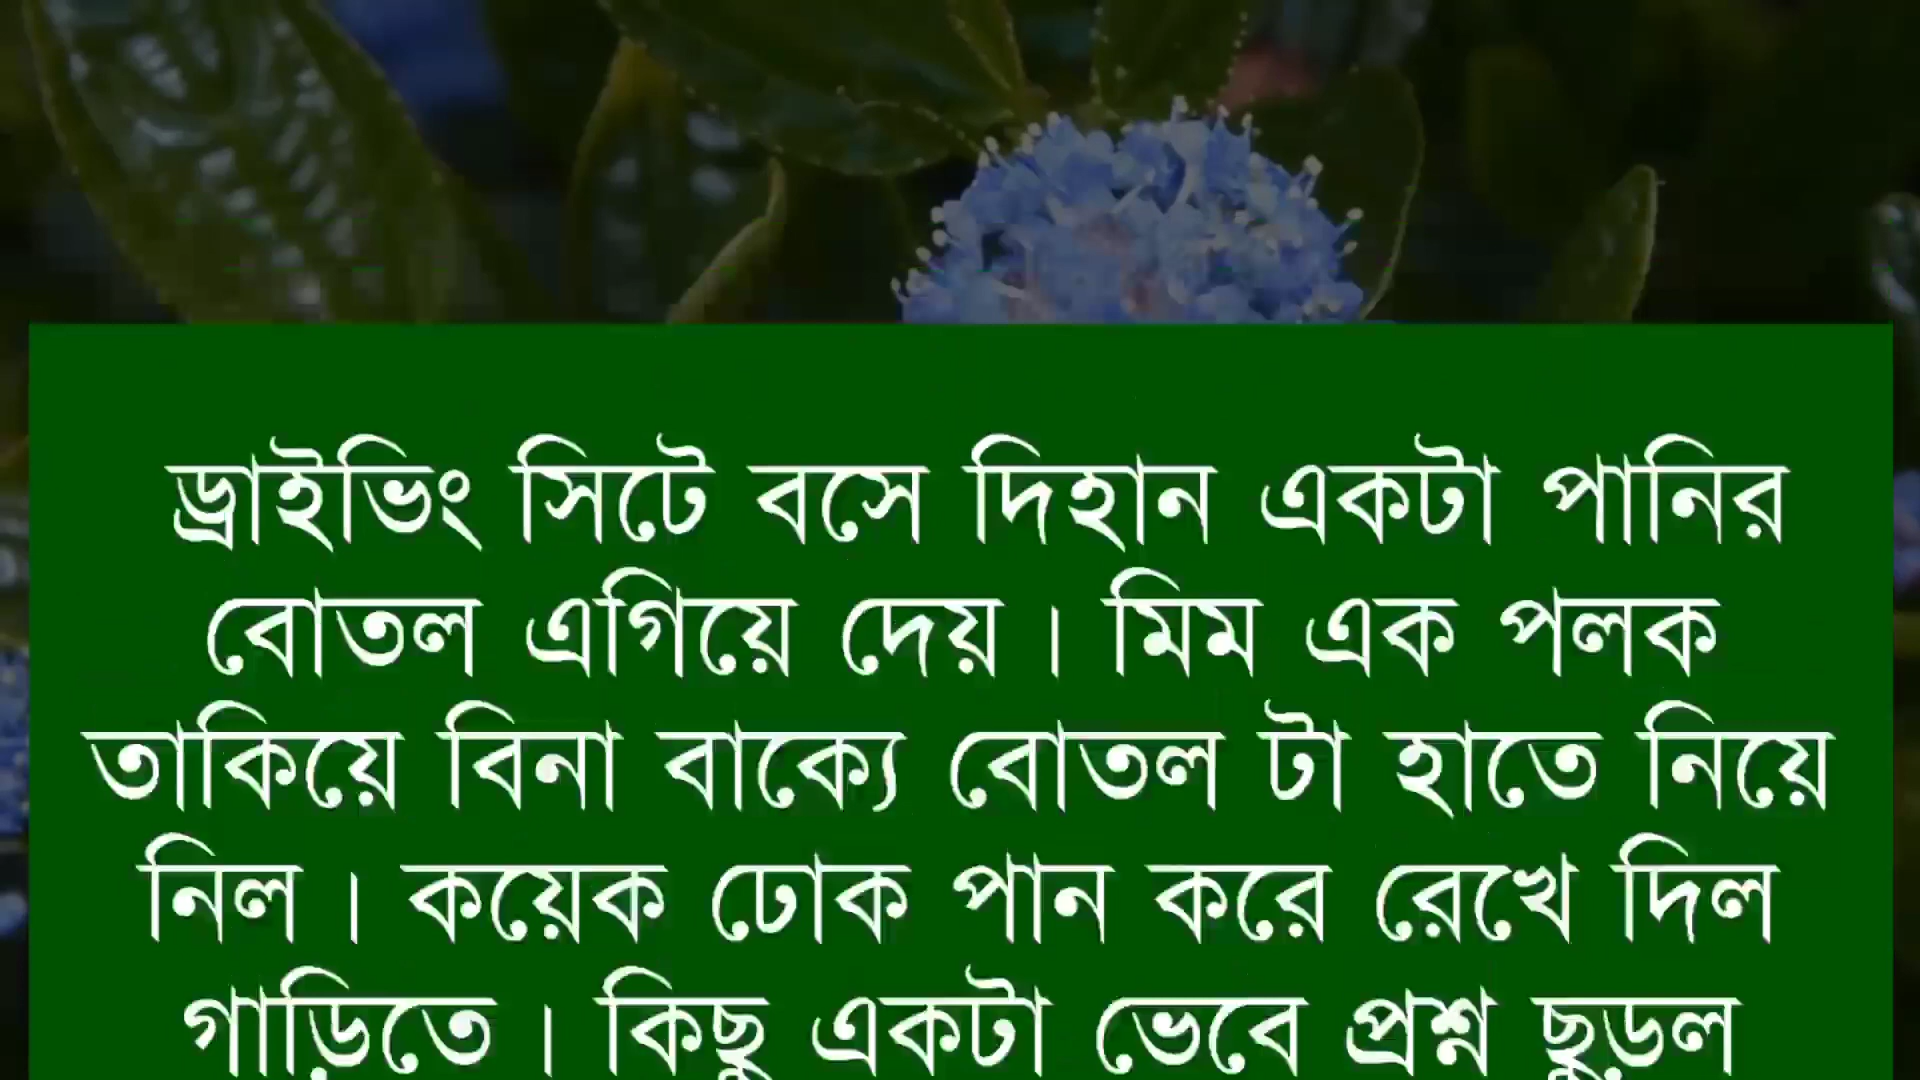 ড্রাইভিং সিটে বসে দিহান একটা পানির
বোতল এগিয়ে দেয়। মিম এক পলক
তাকিয়ে বিনা বাক্যে বোতল টা হাতে নিয়ে
নিল। কয়েক ঢোক পান করে রেখে দিল
গাড়িতে। কিছু একটা ভেবে প্রশ্ন ছুড়ল